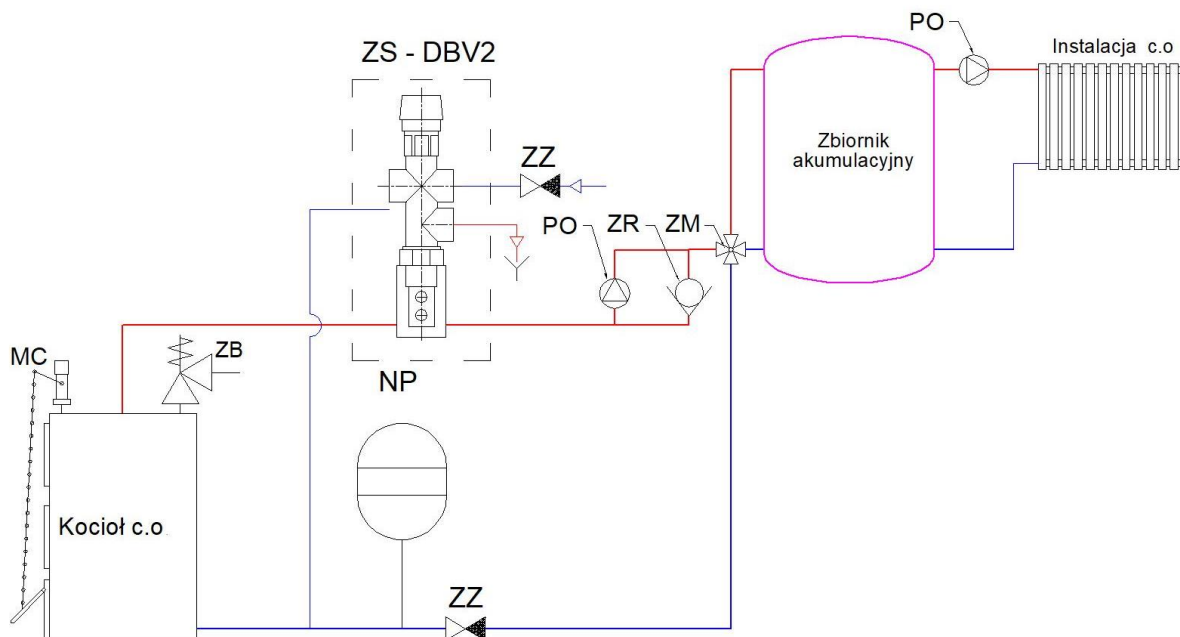 ZS - DBV2
PO
Instalacja c.o
Zbiornik
akumulacyjny
ZZ
PO
ZR
ZM
MC
ZB
NP
Kocioł c.o
ZZ